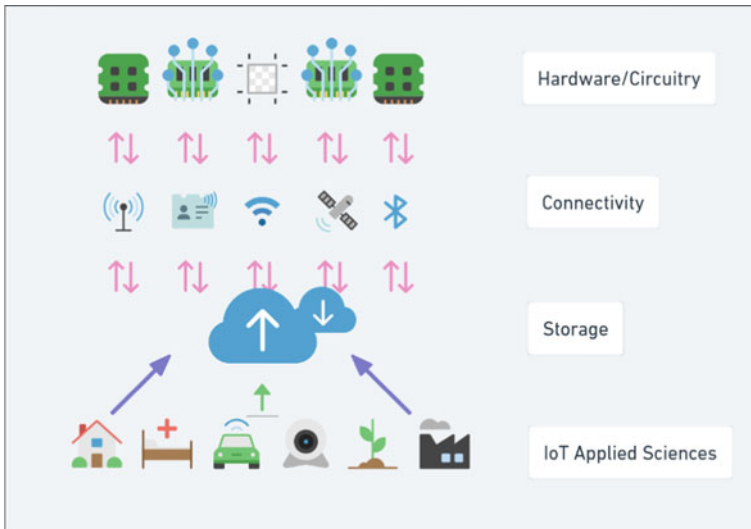 Hardware/Circuitry
Connectivity
Storage
IoT Applied Sciences